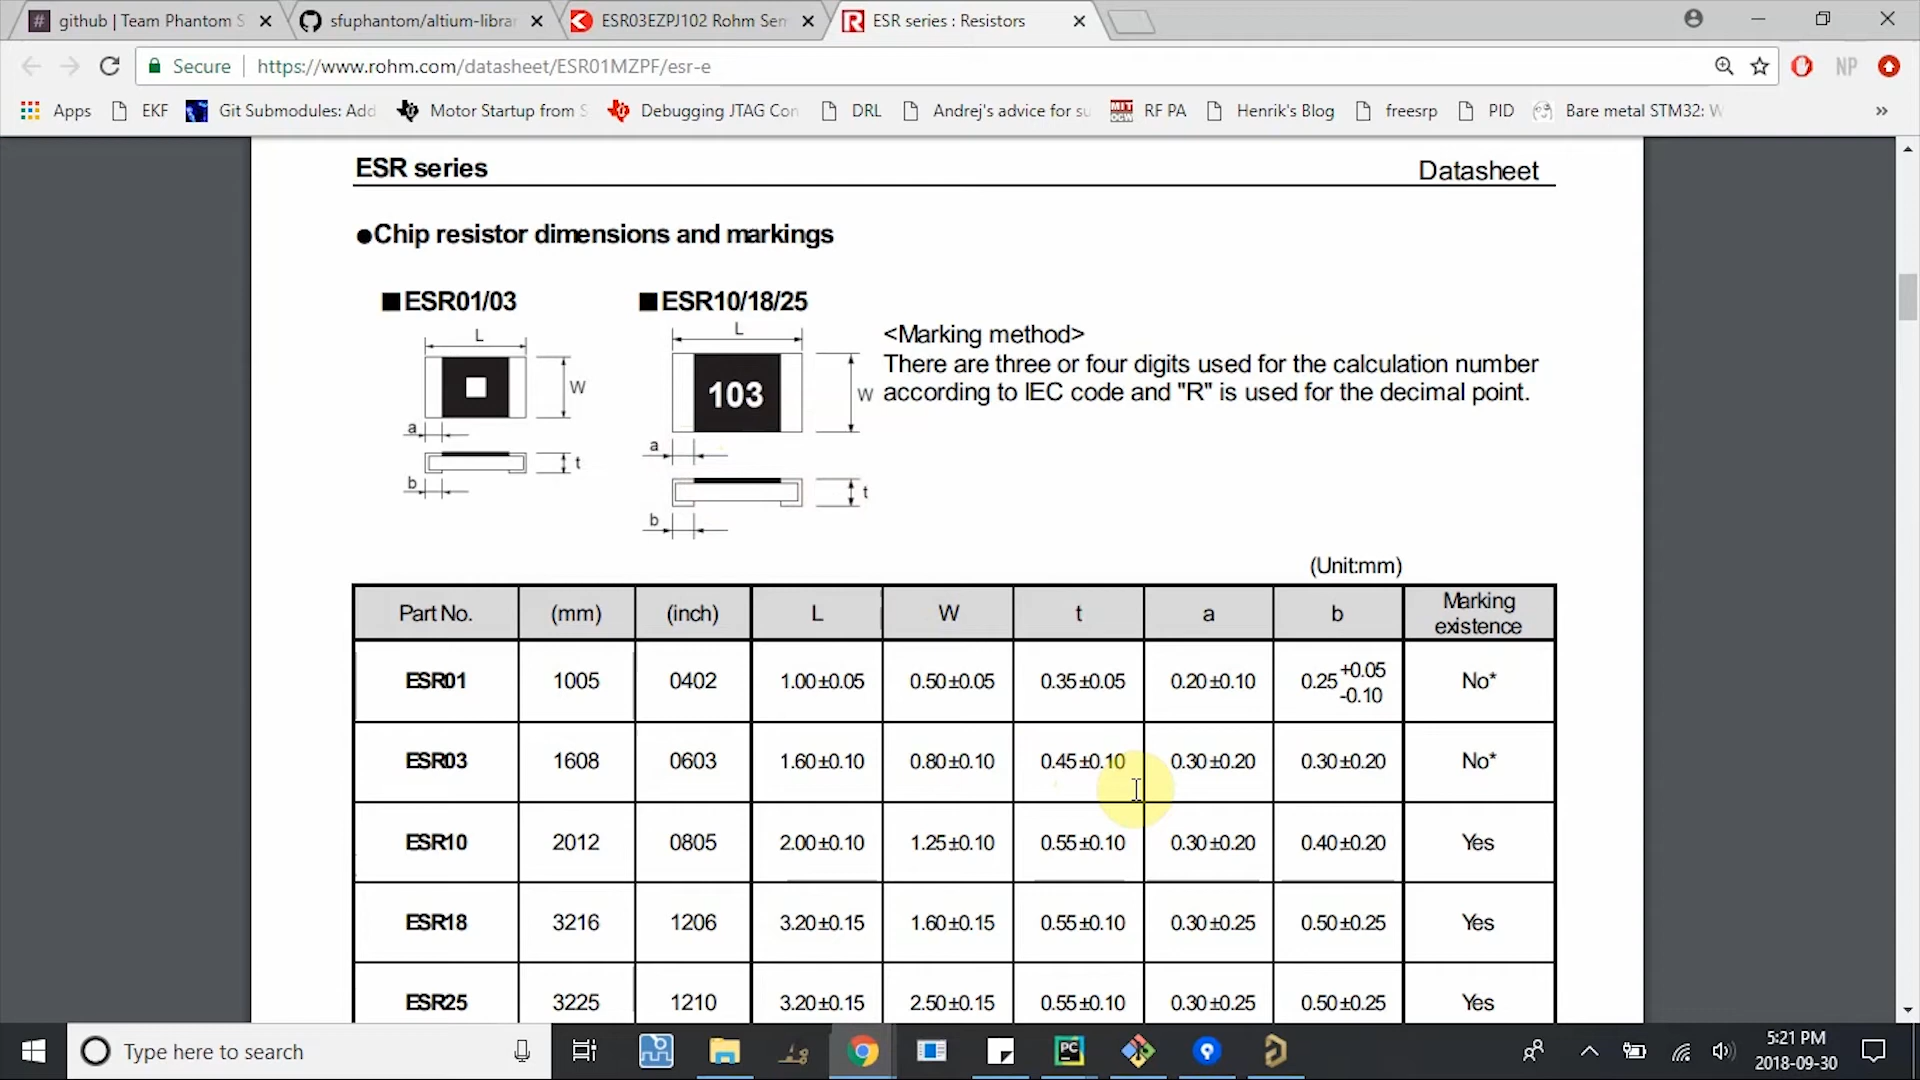 github | Team Phantom S
sfuphantom/altium-librar
ESR03EZPJ102 Rohm Sem
R
ESR series : Resistors
Secure
https://www.rohm.com/datasheet/ESR01MZPF/esr-e
NP
Apps
EKF
Git Submodules: Add
Motor Startup from S
Debugging JTAG Con
DRL
Andrej's advice for su
MIT
OCW
RF PA
Henrik's Blog
freesrp
PID
Bare metal STM32: W
»
ESR series
Datasheet
●Chip resistor dimensions and markings
■ESR01/03
■ESR10/18/25
L
W
a
t
b
L
103
W
a
t
b
<Marking method>
There are three or four digits used for the calculation number
according to IEC code and "R" is used for the decimal point.
(Unit:mm)
Part No. (mm) (inch) L W t a b Marking existence
ESR01 1005 0402 1.00±0.05 0.50±0.05 0.35±0.05 0.20±0.10 0.25 +0.05 -0.10 No*
ESR03 1608 0603 1.60±0.10 0.80±0.10 0.45±0.10 0.30±0.20 0.30±0.20 No*
ESR10 2012 0805 2.00±0.10 1.25±0.10 0.55±0.10 0.30±0.20 0.40±0.20 Yes
ESR18 3216 1206 3.20±0.15 1.60±0.15 0.55±0.10 0.30±0.25 0.50±0.25 Yes
ESR25 3225 1210 3.20±0.15 2.50±0.15 0.55±0.10 0.30±0.25 0.50±0.25 Yes
Type here to search
PC
5:21 PM
2018-09-30